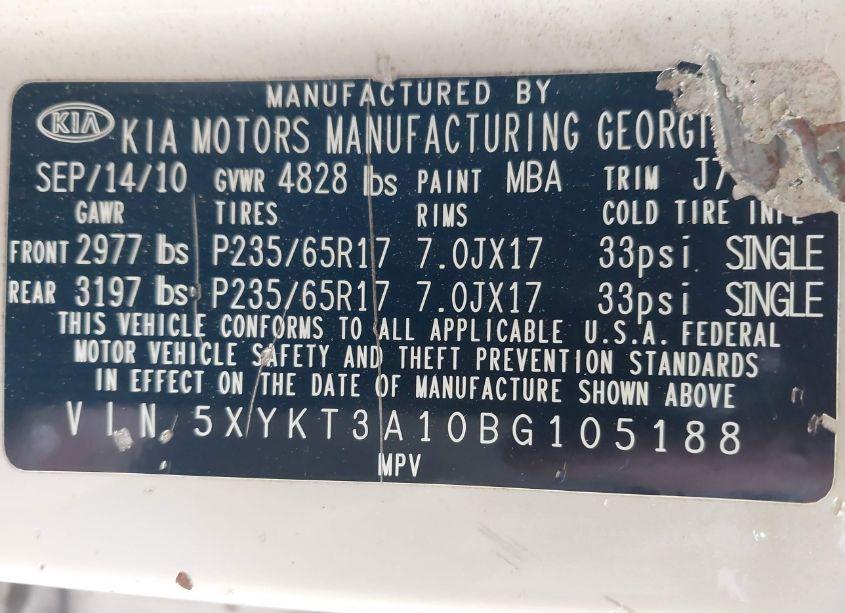 MANUFACTURED BY
KIA KIA MOTORS MANUFACTURING GEORGI
SEP/14/10 GVWR 4828 lbs PAINT MBA TRIM J7
GAWR TIRES RIMS COLD TIRE INFL
FRONT 2977 lbs P235/65R17 7.0JX17 33psi SINGLE
REAR 3197 lbs P235/65R17 7.0JX17 33psi SINGLE
THIS VEHICLE CONFORMS TO ALL APPLICABLE U.S.A. FEDERAL
MOTOR VEHICLE SAFETY AND THEFT PREVENTION STANDARDS
IN EFFECT ON THE DATE OF MANUFACTURE SHOWN ABOVE
V.I.N. 5XYKT3A10BG105188
MPV